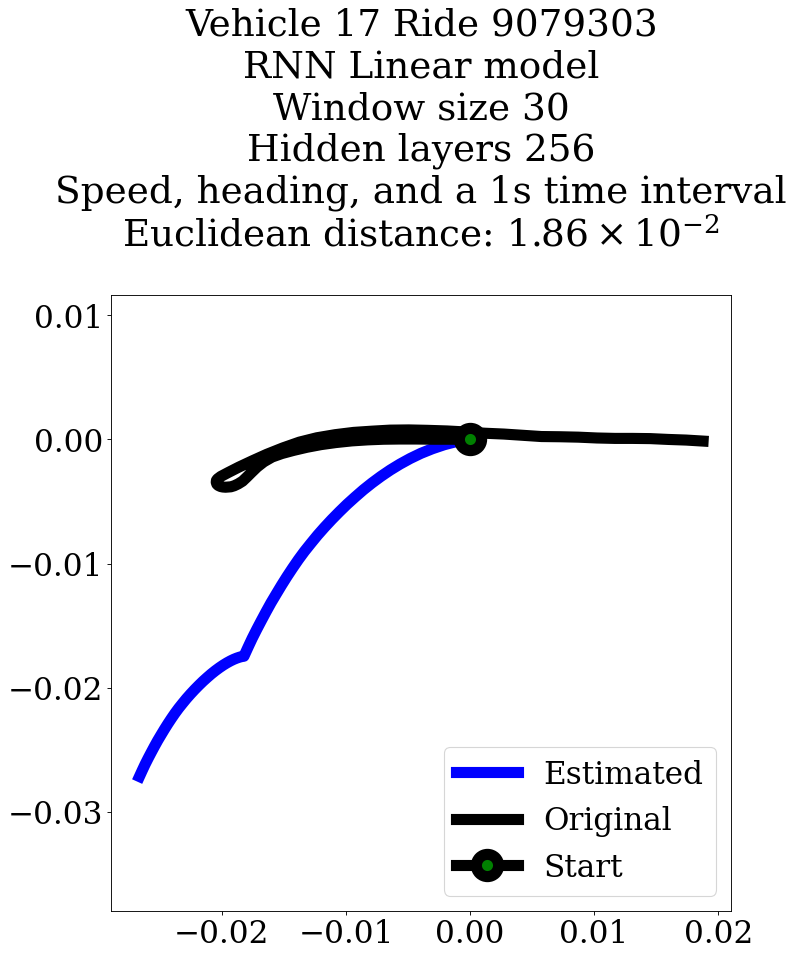 Vehicle 17 Ride 9079303
RNN Linear model
Window size 30
Hidden layers 256
Speed, heading, and a 1s time interval
Euclidean distance: 1.86 × 10⁻²
0.01
0.00
−0.01
−0.02
−0.03
Estimated
Original
Start
−0.02 −0.01 0.00 0.01 0.02